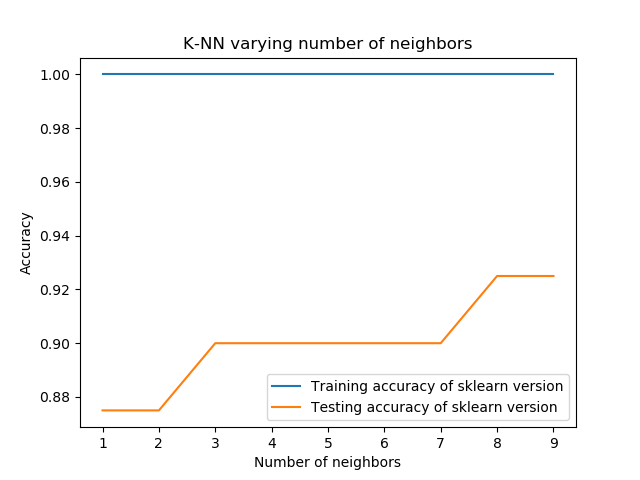 K-NN varying number of neighbors
1.00
0.98
0.96
0.94
0.92
0.90
0.88
Accuracy
Training accuracy of sklearn version
Testing accuracy of sklearn version
1 2 3 4 5 6 7 8 9
Number of neighbors